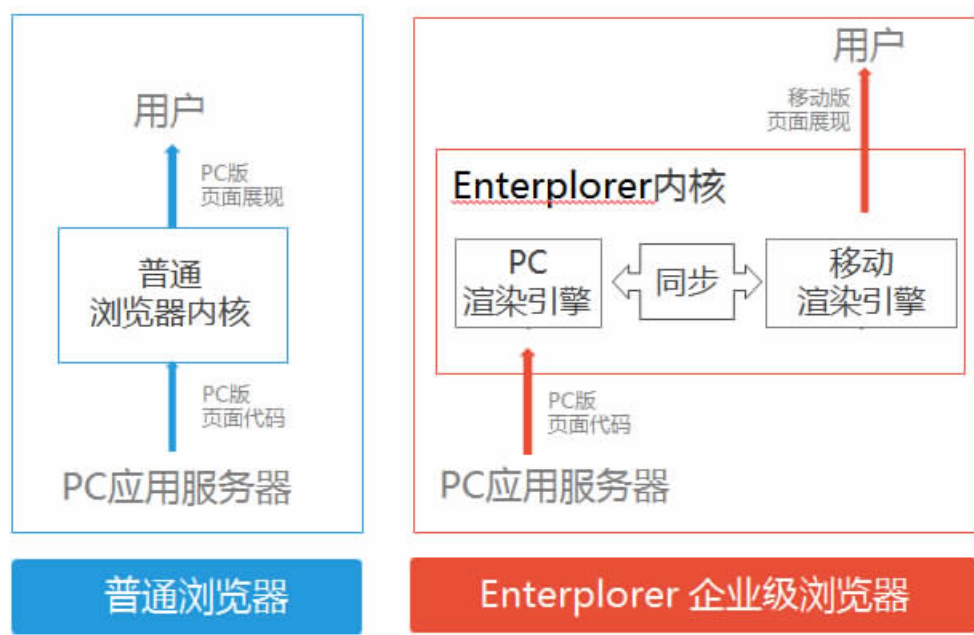 用户
PC版
页面展现
普通
浏览器内核
PC版
页面代码
PC应用服务器
普通浏览器
用户
移动版
页面展现
Enterplorer内核
PC
渲染引擎
同步
移动
渲染引擎
PC版
页面代码
PC应用服务器
Enterplorer 企业级浏览器